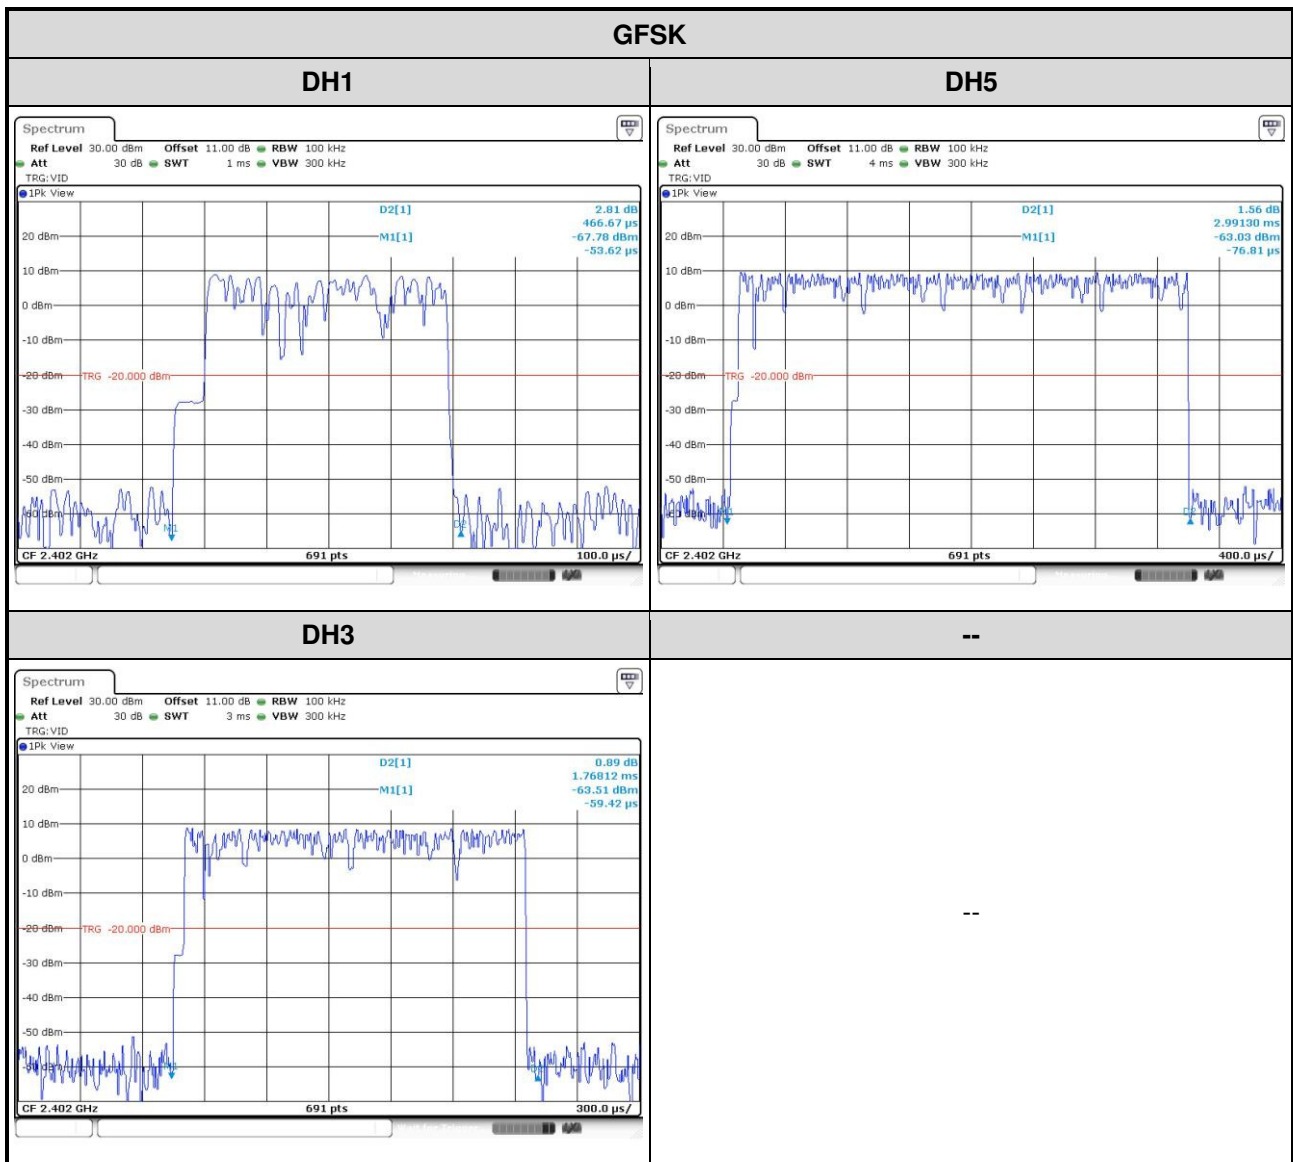 GFSK
DH1
DH5
Spectrum
Ref Level 30.00 dBm Offset 11.00 dB RBW 100 kHz
Att 30 dB SWT 1 ms VBW 300 kHz
TRG:VID
1Pk View
D2[1] 2.81 dB
466.67 µs
M1[1] -67.78 dBm
-53.62 µs
20 dBm
10 dBm
0 dBm
-10 dBm
-20 dBm TRG -20.000 dBm
-30 dBm
-40 dBm
-50 dBm
-60 dBm
M1
D2
CF 2.402 GHz 691 pts 100.0 µs/
Spectrum
Ref Level 30.00 dBm Offset 11.00 dB RBW 100 kHz
Att 30 dB SWT 4 ms VBW 300 kHz
TRG:VID
1Pk View
D2[1] 1.56 dB
2.99130 ms
M1[1] -63.03 dBm
-76.81 µs
20 dBm
10 dBm
0 dBm
-10 dBm
-20 dBm TRG -20.000 dBm
-30 dBm
-40 dBm
-50 dBm
-60 dBm
D2
CF 2.402 GHz 691 pts 400.0 µs/
DH3
--
Spectrum
Ref Level 30.00 dBm Offset 11.00 dB RBW 100 kHz
Att 30 dB SWT 3 ms VBW 300 kHz
TRG:VID
1Pk View
D2[1] 0.89 dB
1.76812 ms
M1[1] -63.51 dBm
-59.42 µs
20 dBm
10 dBm
0 dBm
-10 dBm
-20 dBm TRG -20.000 dBm
-30 dBm
-40 dBm
-50 dBm
-60 dBm
CF 2.402 GHz 691 pts 300.0 µs/
--